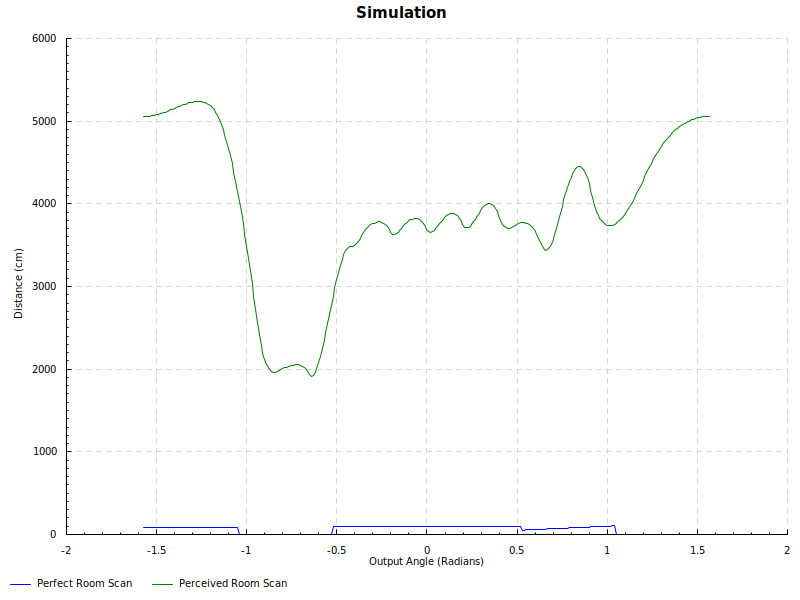 Simulation
6000
5000
4000
3000
2000
1000
0
Distance (cm)
-2 -1.5 -1 -0.5 0 0.5 1 1.5 2
Output Angle (Radians)
Perfect Room Scan Perceived Room Scan